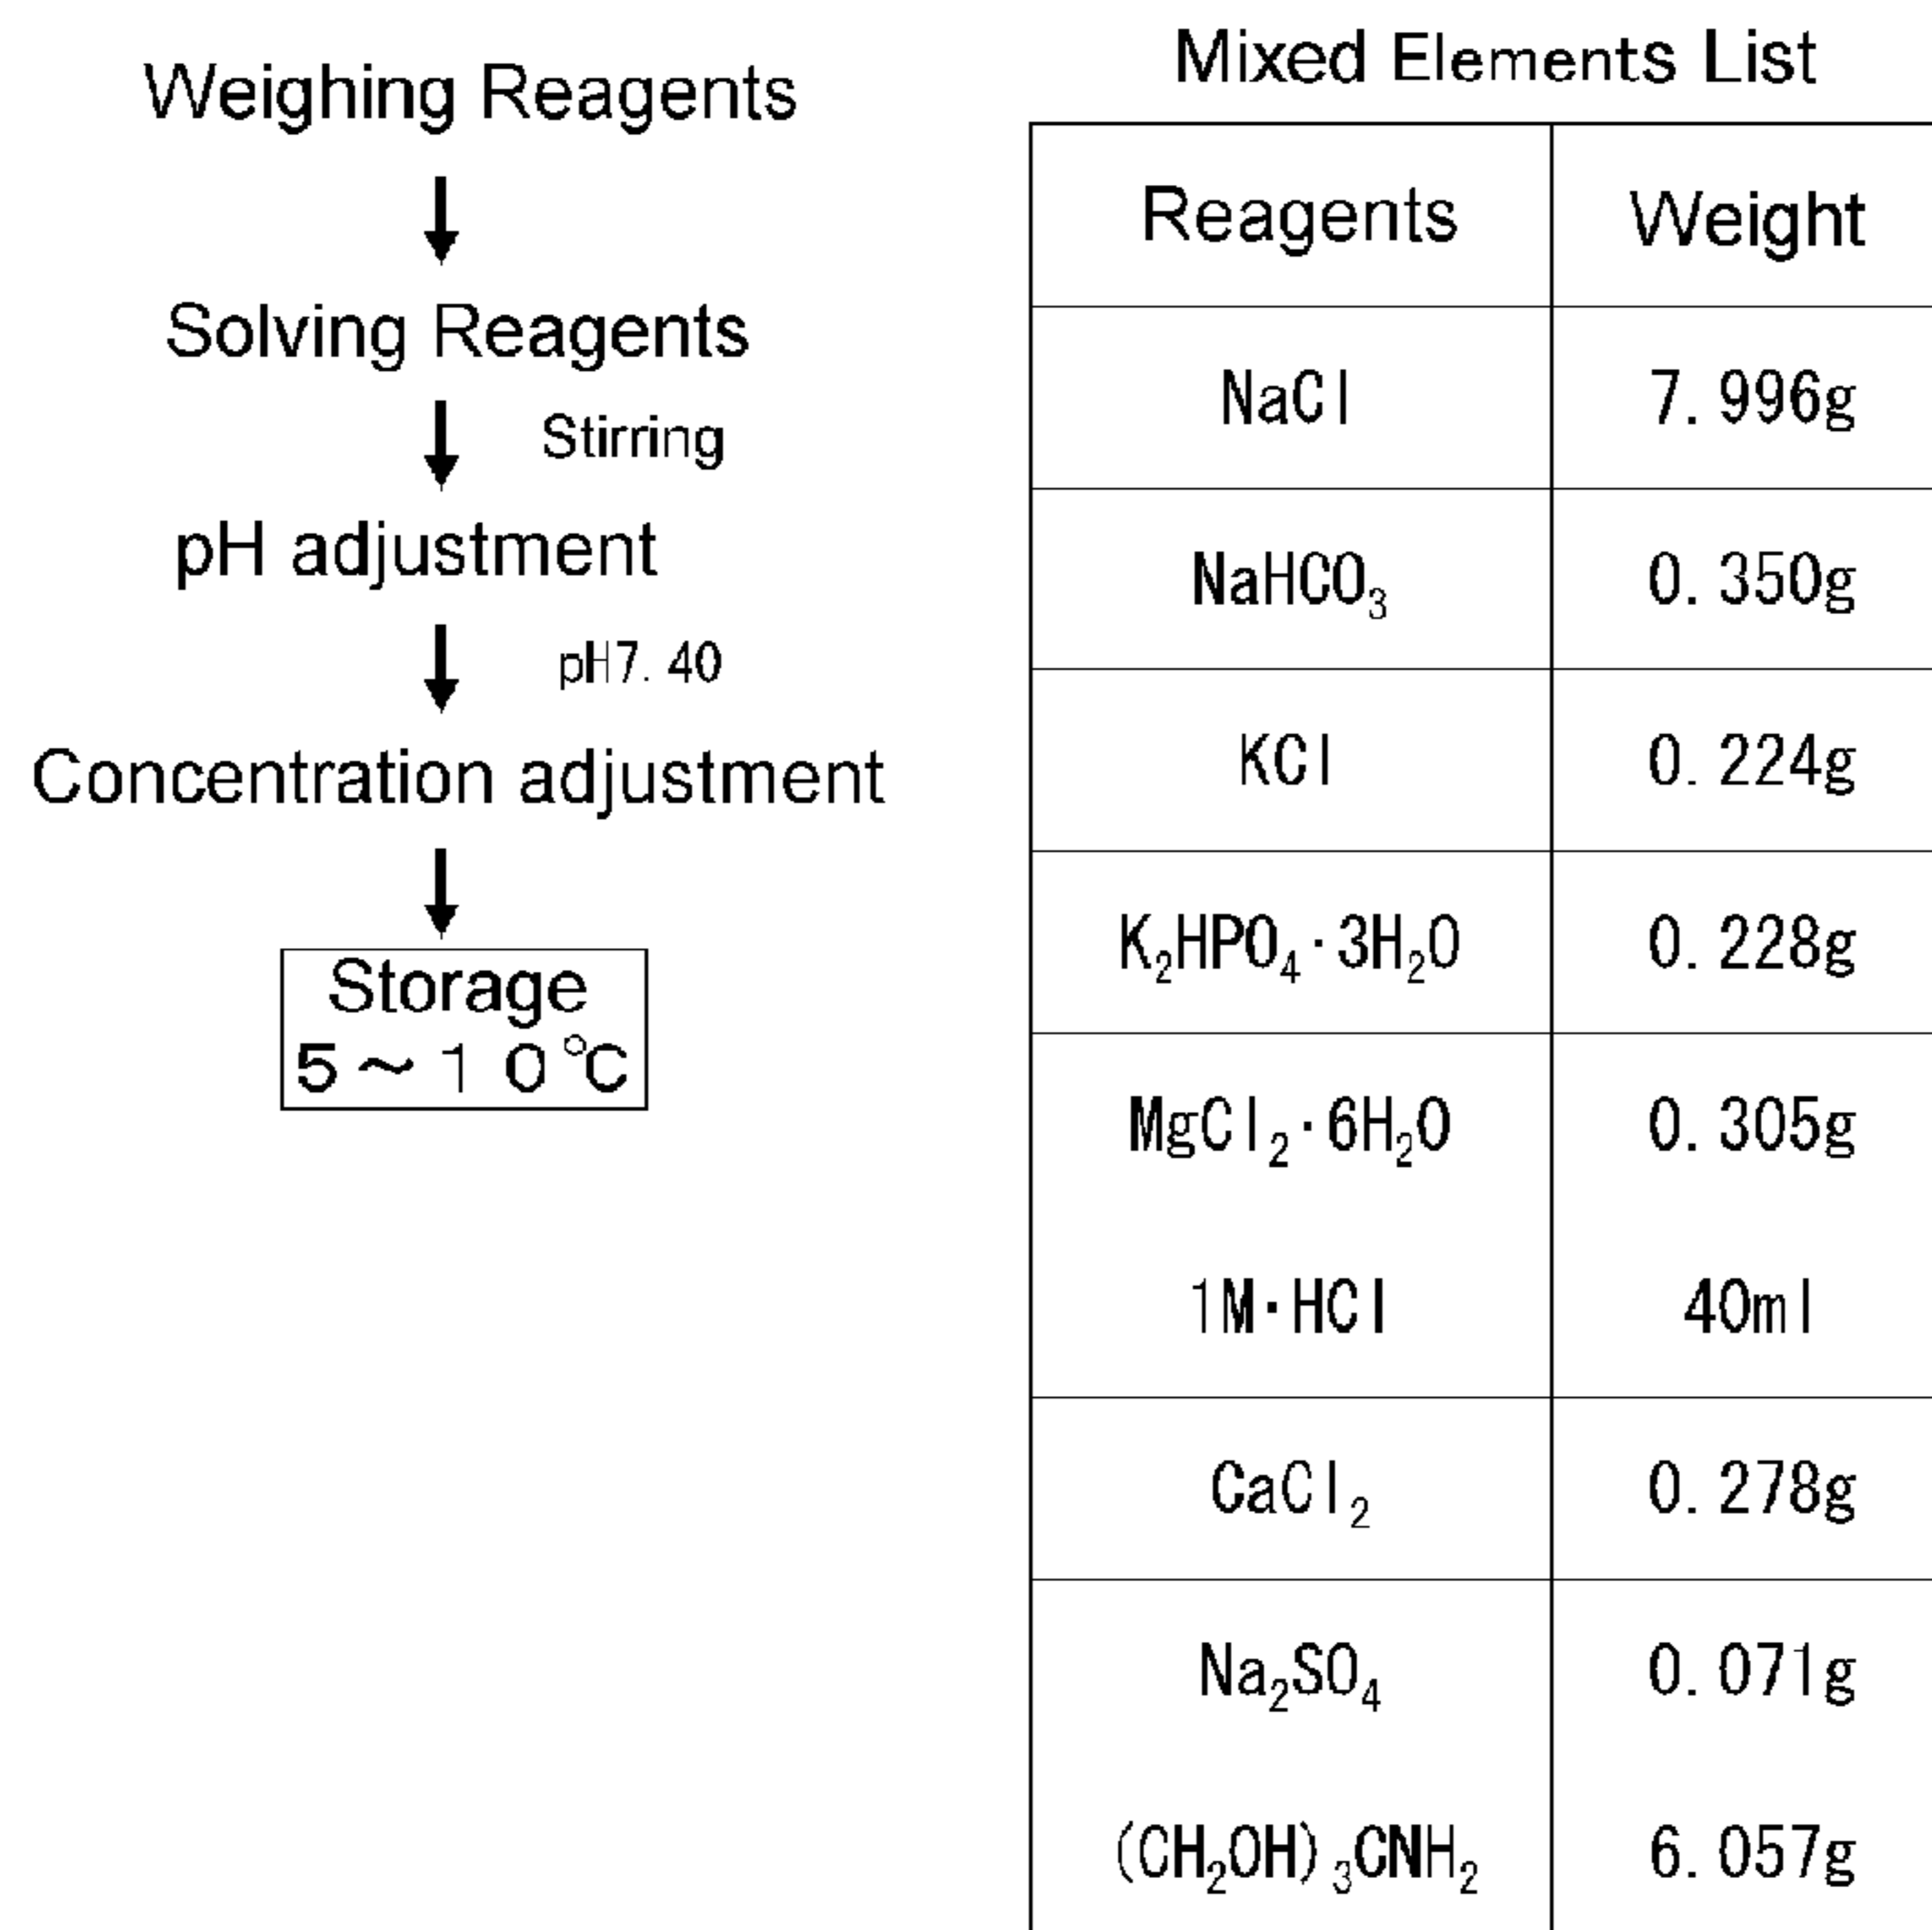 Weighing Reagents
Solving Reagents
Stirring
pH adjustment
pH7.40
Concentration adjustment
Storage
5～10℃
Mixed Elements List
Reagents Weight
NaCl 7.996g
NaHCO₃ 0.350g
KCl 0.224g
K₂HPO₄·3H₂O 0.228g
MgCl₂·6H₂O 0.305g
1M·HCl 40ml
CaCl₂ 0.278g
Na₂SO₄ 0.071g
(CH₂OH)₃CNH₂ 6.057g